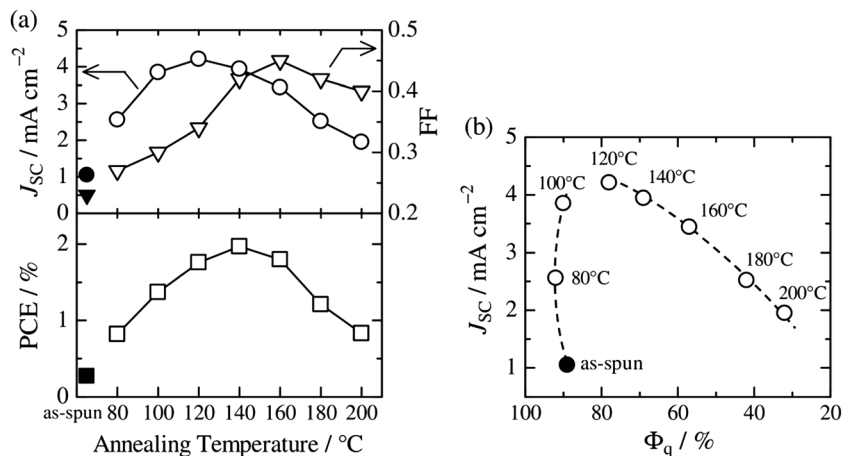 (a)
5
4
3
2
1
0
J_SC / mA cm−2
0.5
0.4
0.3
0.2
FF
2
1
0
PCE / %
as-spun 80 100 120 140 160 180 200
Annealing Temperature / °C
(b)
5
4
3
2
1
0
J_SC / mA cm−2
120°C
100°C
140°C
160°C
80°C
180°C
200°C
as-spun
100 80 60 40 20
Φq / %